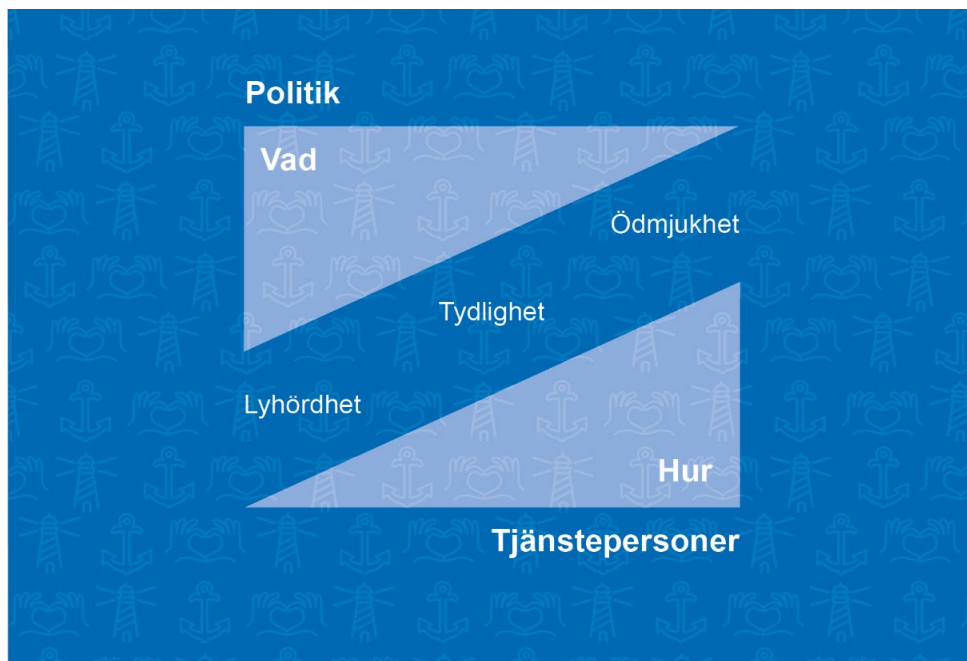 Politik
Vad
Ödmjukhet
Tydlighet
Lyhördhet
Hur
Tjänstepersoner